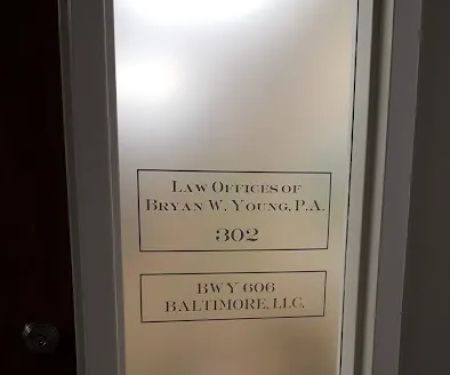 LAW OFFICES OF
BRYAN W. YOUNG, P.A.
302
BWY 606
BALTIMORE, LLC.